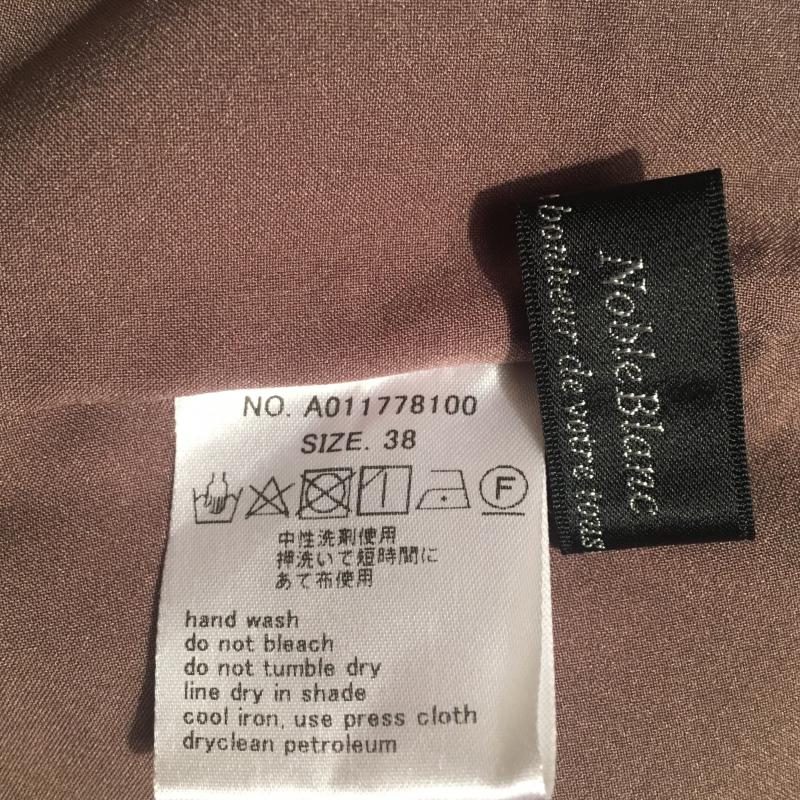 NO. A011778100
SIZE. 38
F
中性洗剤使用
押洗いで短時間に
あて布使用
hand wash
do not bleach
do not tumble dry
line dry in shade
cool iron, use press cloth
dryclean petroleum
NobleBlanc
bonheur de votre tous